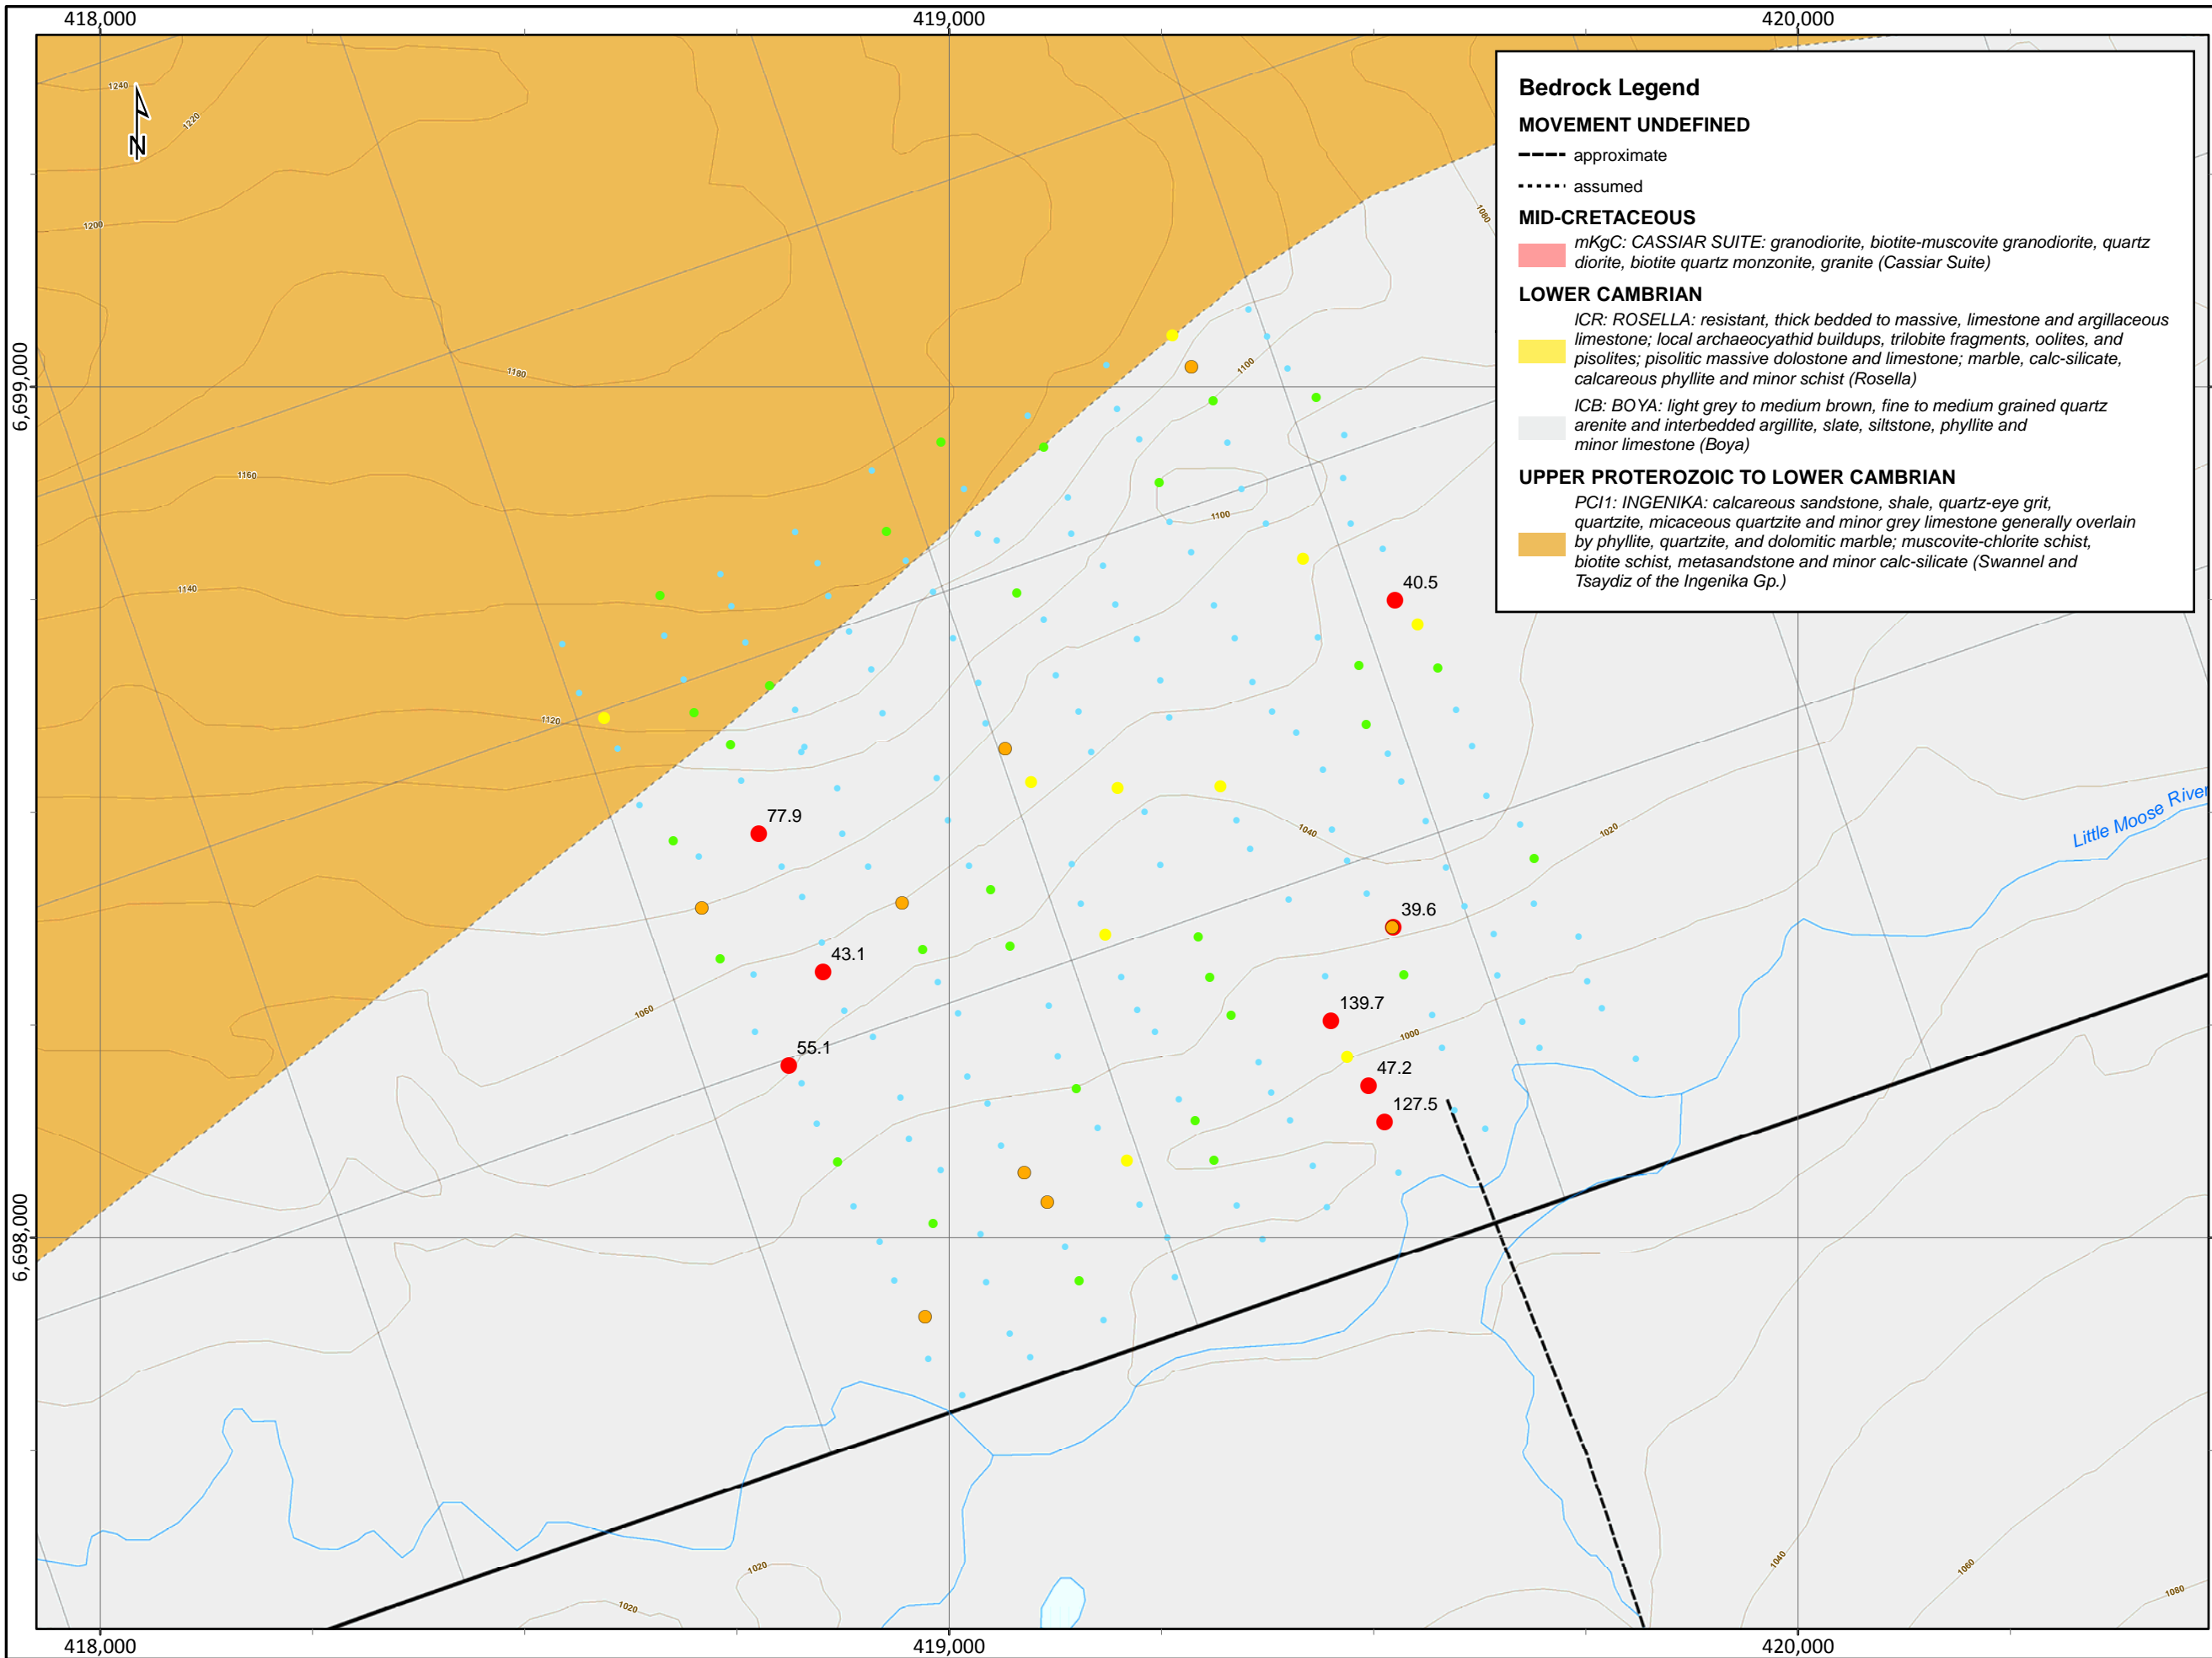 418,000
419,000
420,000
1240
1220
N
1200
1180
1160
1140
1120
1100
1100
1080
6,699,000
6,698,000
Bedrock Legend
MOVEMENT UNDEFINED
approximate
assumed
MID-CRETACEOUS
mKgC: CASSIAR SUITE: granodiorite, biotite-muscovite granodiorite, quartz
diorite, biotite quartz monzonite, granite (Cassiar Suite)
LOWER CAMBRIAN
lCR: ROSELLA: resistant, thick bedded to massive, limestone and argillaceous
limestone; local archaeocyathid buildups, trilobite fragments, oolites, and
pisolites; pisolitic massive dolostone and limestone; marble, calc-silicate,
calcareous phyllite and minor schist (Rosella)
lCB: BOYA: light grey to medium brown, fine to medium grained quartz
arenite and interbedded argillite, slate, siltstone, phyllite and
minor limestone (Boya)
UPPER PROTEROZOIC TO LOWER CAMBRIAN
PCI1: INGENIKA: calcareous sandstone, shale, quartz-eye grit,
quartzite, micaceous quartzite and minor grey limestone generally overlain
by phyllite, quartzite, and dolomitic marble; muscovite-chlorite schist,
biotite schist, metasandstone and minor calc-silicate (Swannel and
Tsaydiz of the Ingenika Gp.)
40.5
77.9
1040
1020
Little Moose River
39.6
43.1
139.7
1060
1000
55.1
47.2
127.5
1020
1020
1040
1060
1080
418,000
419,000
420,000